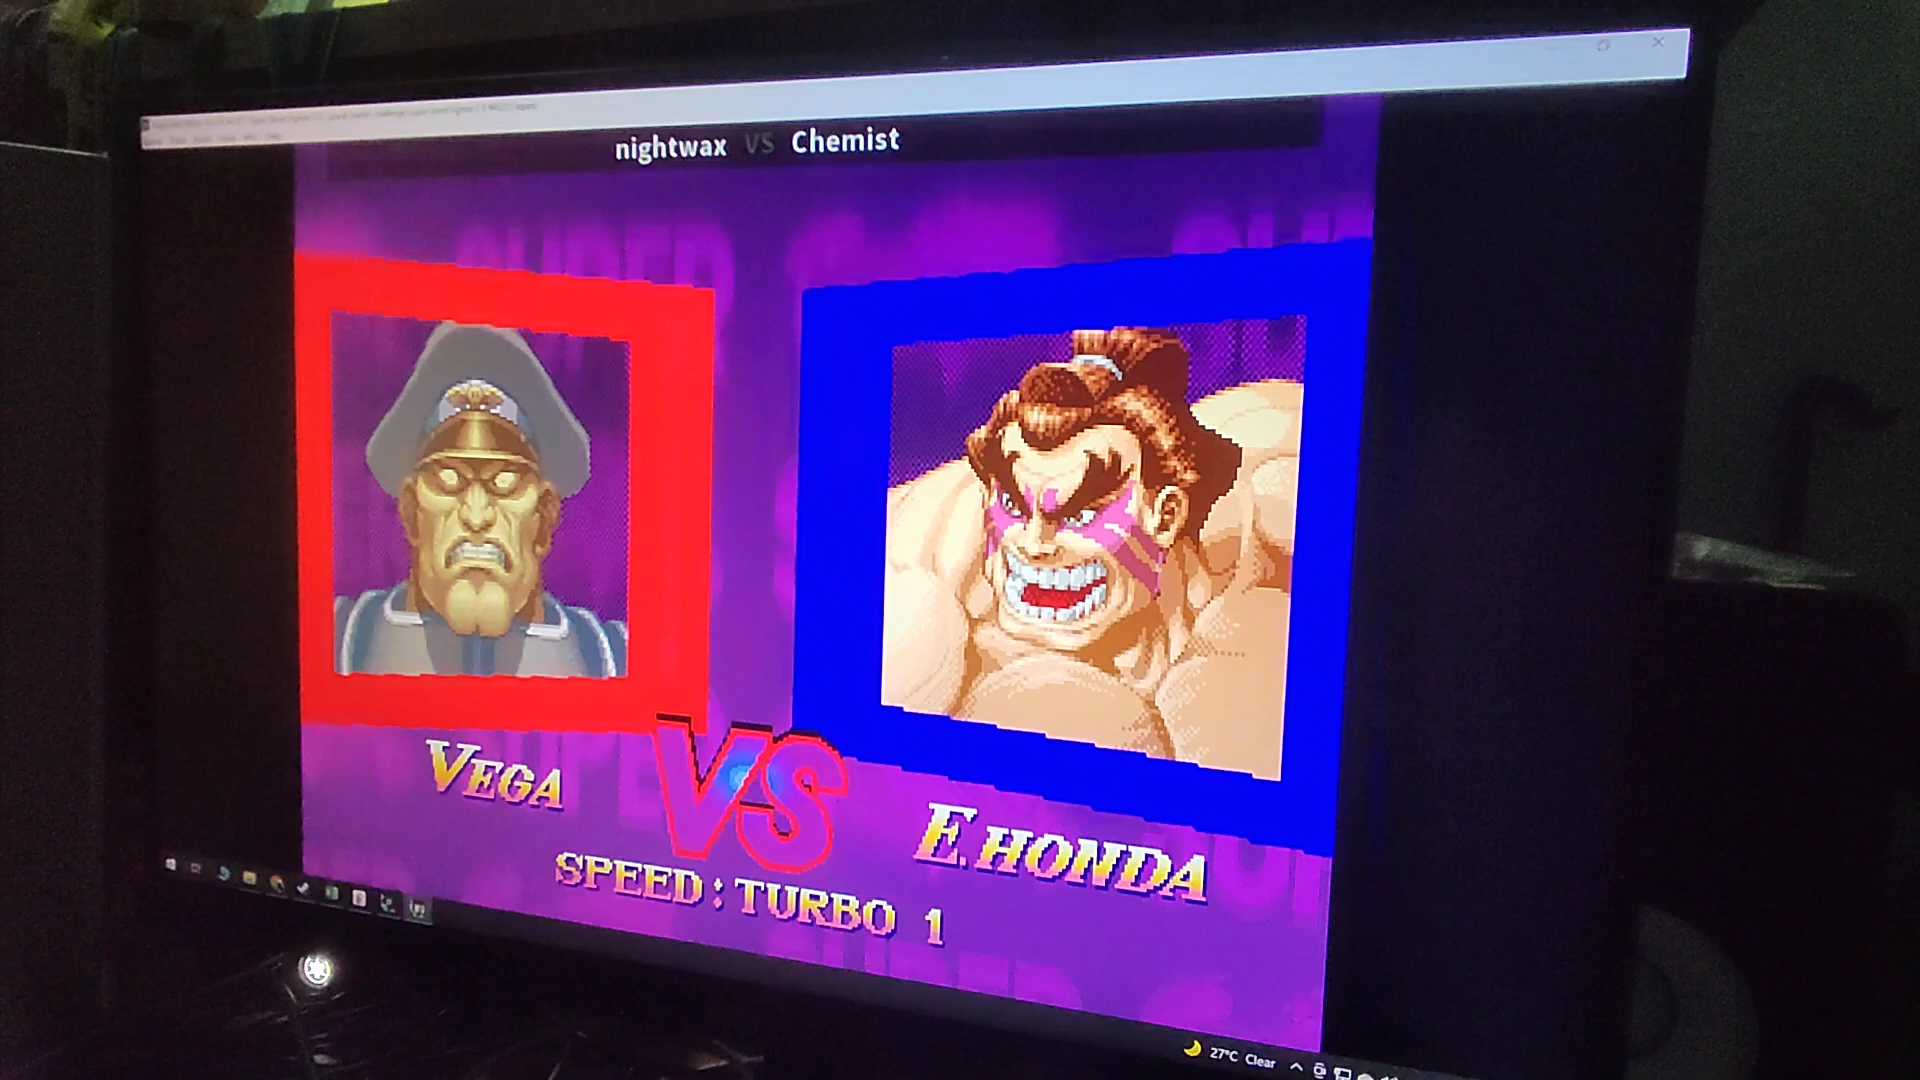 nightwax VS Chemist
VEGA
VS
E.HONDA
SPEED:TURBO 1
27°C Clear